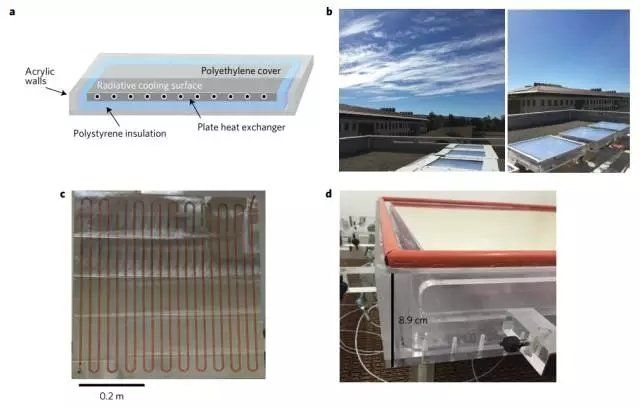 a
Acrylic
walls
Polyethylene cover
Radiative cooling surface
Polystyrene insulation
Plate heat exchanger
b
c
0.2 m
d
8.9 cm